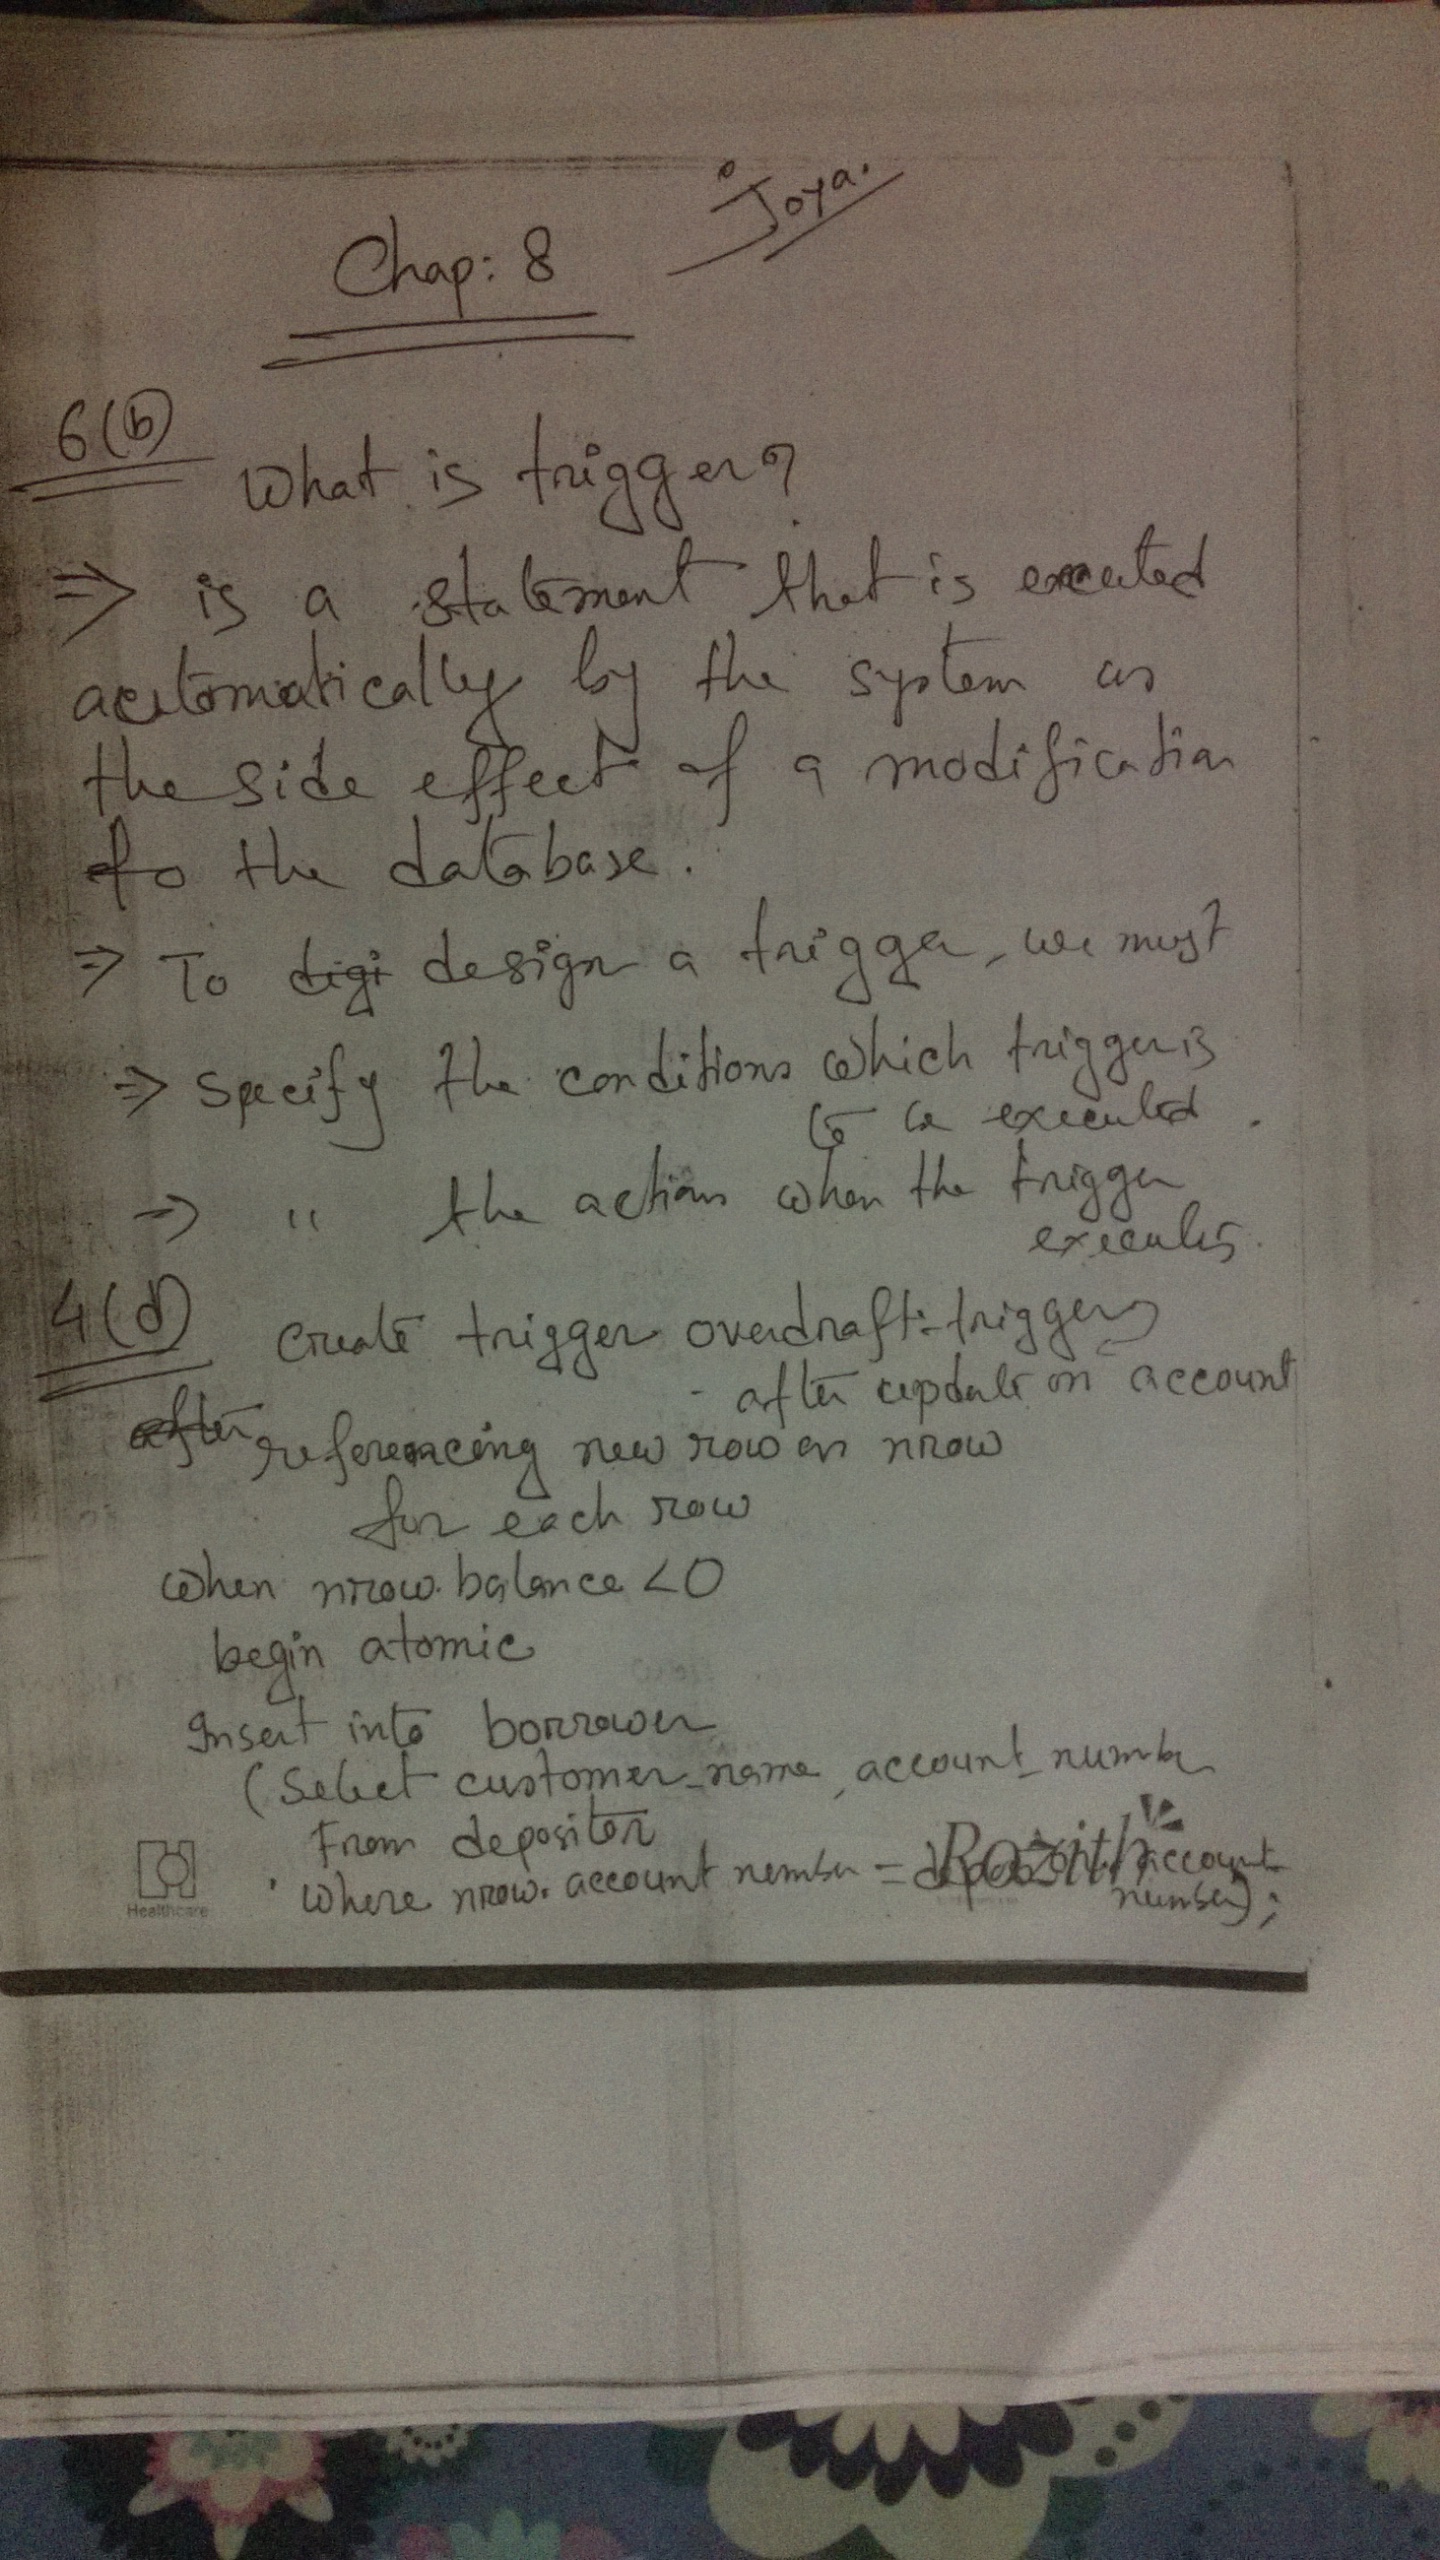 Joya.
Chap: 8
6(b)
What is trigger?
⇒ is a statement that is executed
automatically by the system as
the side effect of a modification
to the database.
⇒ To digi design a trigger, we must
⇒ Specify the conditions which trigger is
to be executed.
⇒ " the actions when the trigger
executes.
4(d)
Create trigger overdraft-trigger
after update on account
after referencing new row as nrow
for each row
when nrow.balance <0
begin atomic
Insert into borrower
(Select customer_name, account_number
From depositor
where nrow.account number = depositor.account
number);
Healthcare
Rozith